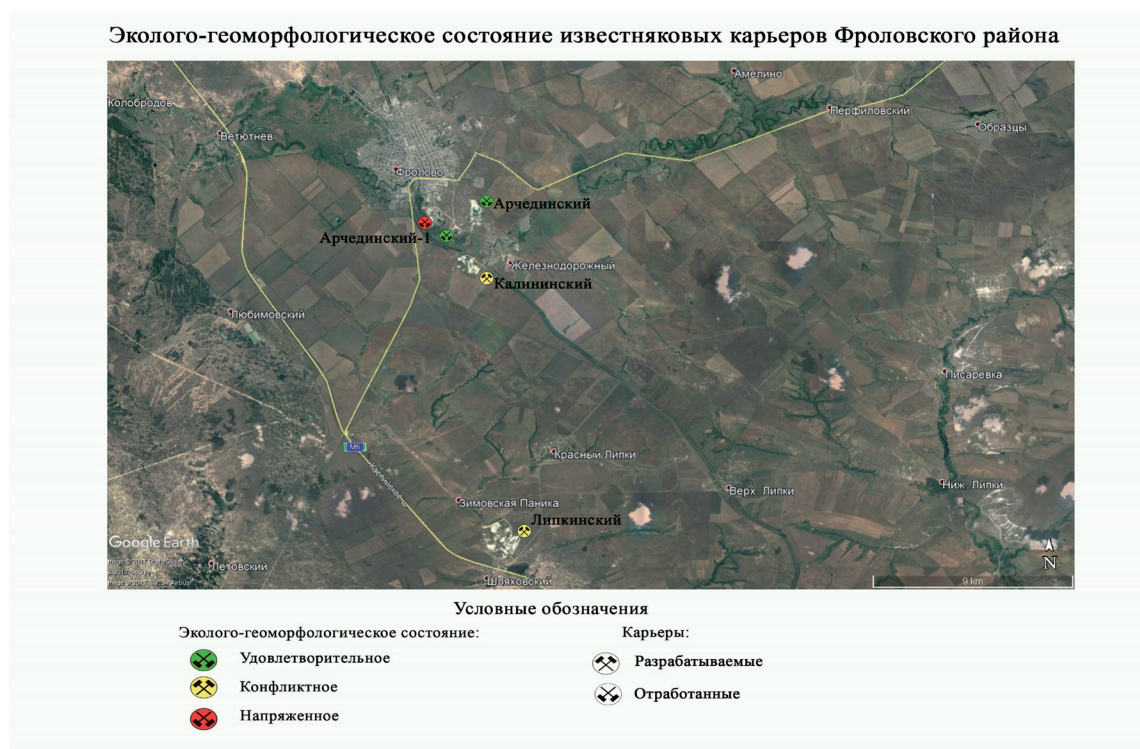 Эколого-геоморфологическое состояние известняковых карьеров Фроловского района
Амелино
Колобродов
Перфиловский
Образцы
Ветютнев
Фролово
Арчединский
Арчединский-1
Железнодорожный
Калининский
Любимовский
Писаревка
М6
Каспийская
Красный Липки
Верх. Липки
Ниж. Липки
Зимовская Паника
Липкинский
Google Earth
Летовский
Шляховский
N
9 km
Условные обозначения
Эколого-геоморфологическое состояние:
Удовлетворительное
Конфликтное
Напряженное
Карьеры:
Разрабатываемые
Отработанные